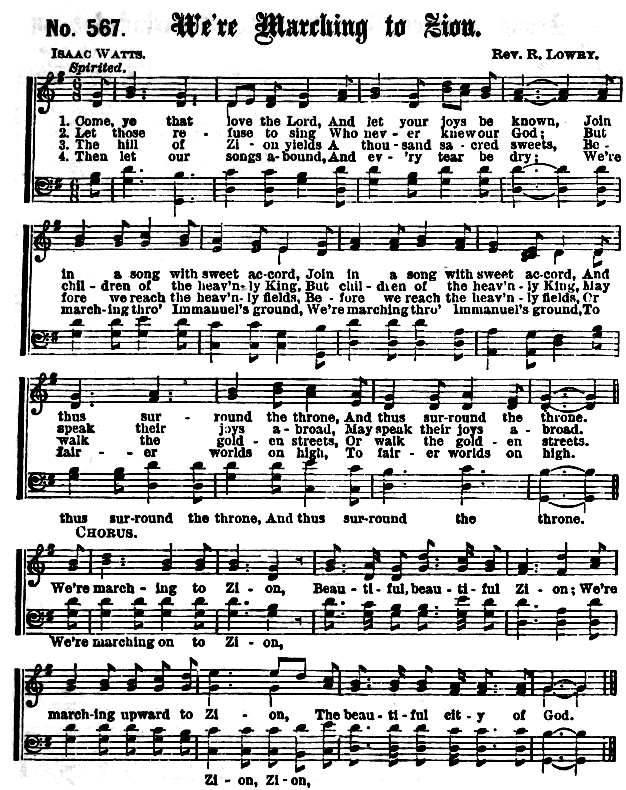 No. 567. We're Marching to Zion.
ISAAC WATTS. REV. R. LOWRY.
Spirited.
1. Come, ye that love the Lord, And let your joys be known, Join
2. Let those re - fuse to sing Who nev - er knew our God; But
3. The hill of Zi - on yields A thou - sand sa - cred sweets, Be -
4. Then let our songs a - bound, And ev - 'ry tear be dry; We're
in a song with sweet ac - cord, Join in a song with sweet ac - cord, And
chil - dren of the heav'n - ly King, But chil - dren of the heav'n - ly King, May
fore we reach the heav'n - ly fields, Be - fore we reach the heav'n - ly fields, Or
march - ing thro' Immanuel's ground, We're marching thro' Immanuel's ground, To
thus sur - round the throne, And thus sur - round the throne.
speak their joys a - broad, May speak their joys a - broad.
walk the gold - en streets, Or walk the gold - en streets.
fair - er worlds on high, To fair - er worlds on high.
thus sur - round the throne, And thus sur - round the throne.
CHORUS.
We're march - ing to Zi - on, Beau - ti - ful, beau - ti - ful Zi - on; We're
We're marching on to Zi - on,
march - ing upward to Zi - on, The beau - ti - ful cit - y of God.
Zi - on, Zi - on,